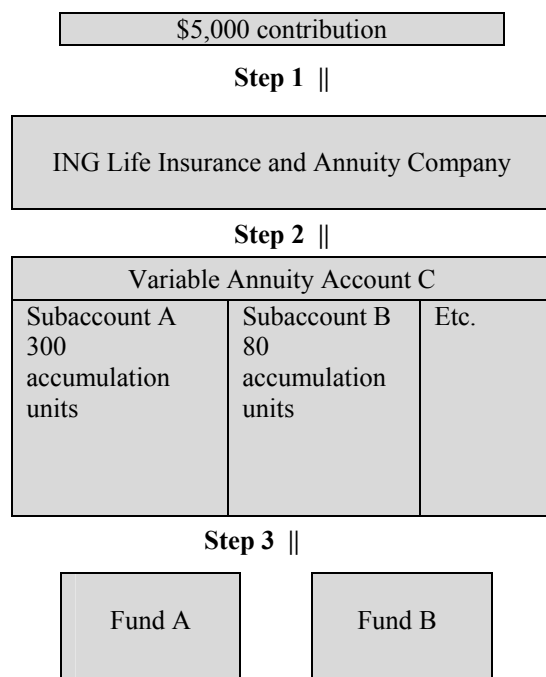 $5,000 contribution
Step 1 ||
ING Life Insurance and Annuity Company
Step 2 ||
Variable Annuity Account C
Subaccount A
300
accumulation
units
Subaccount B
80
accumulation
units
Etc.
Step 3 ||
Fund A
Fund B